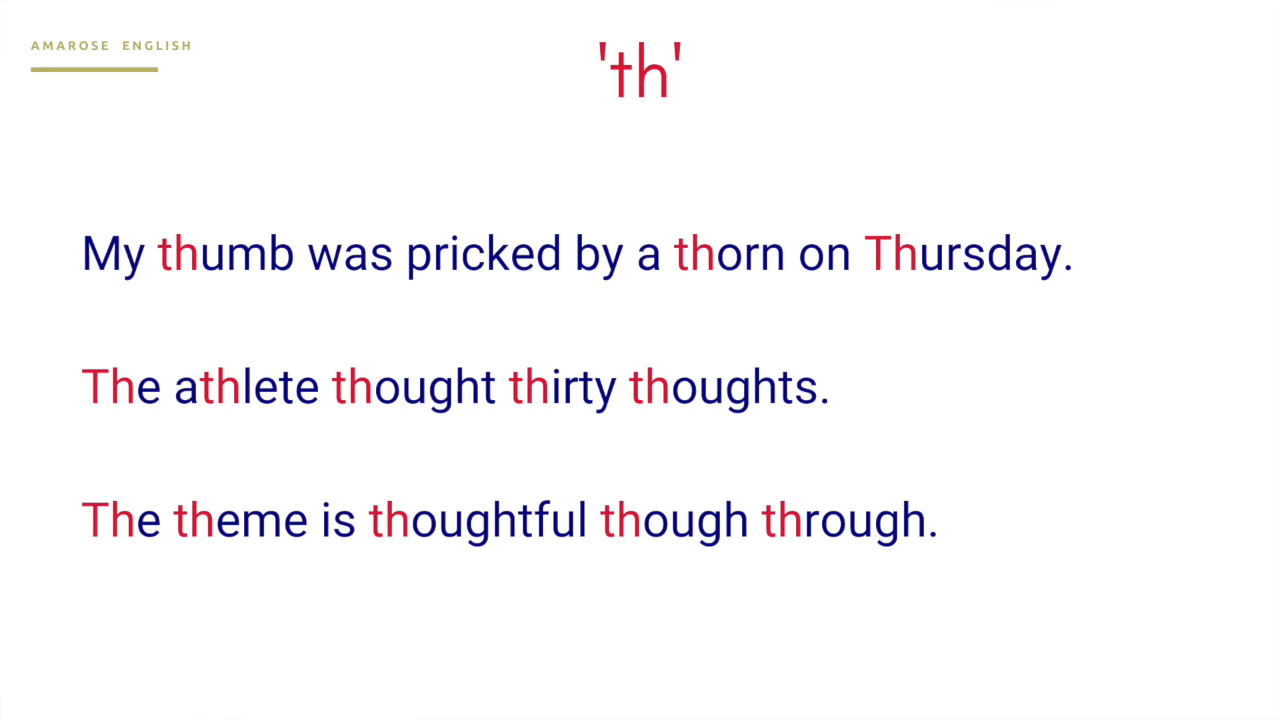 AMAROSE ENGLISH
'th'
My thumb was pricked by a thorn on Thursday.
The athlete thought thirty thoughts.
The theme is thoughtful though through.